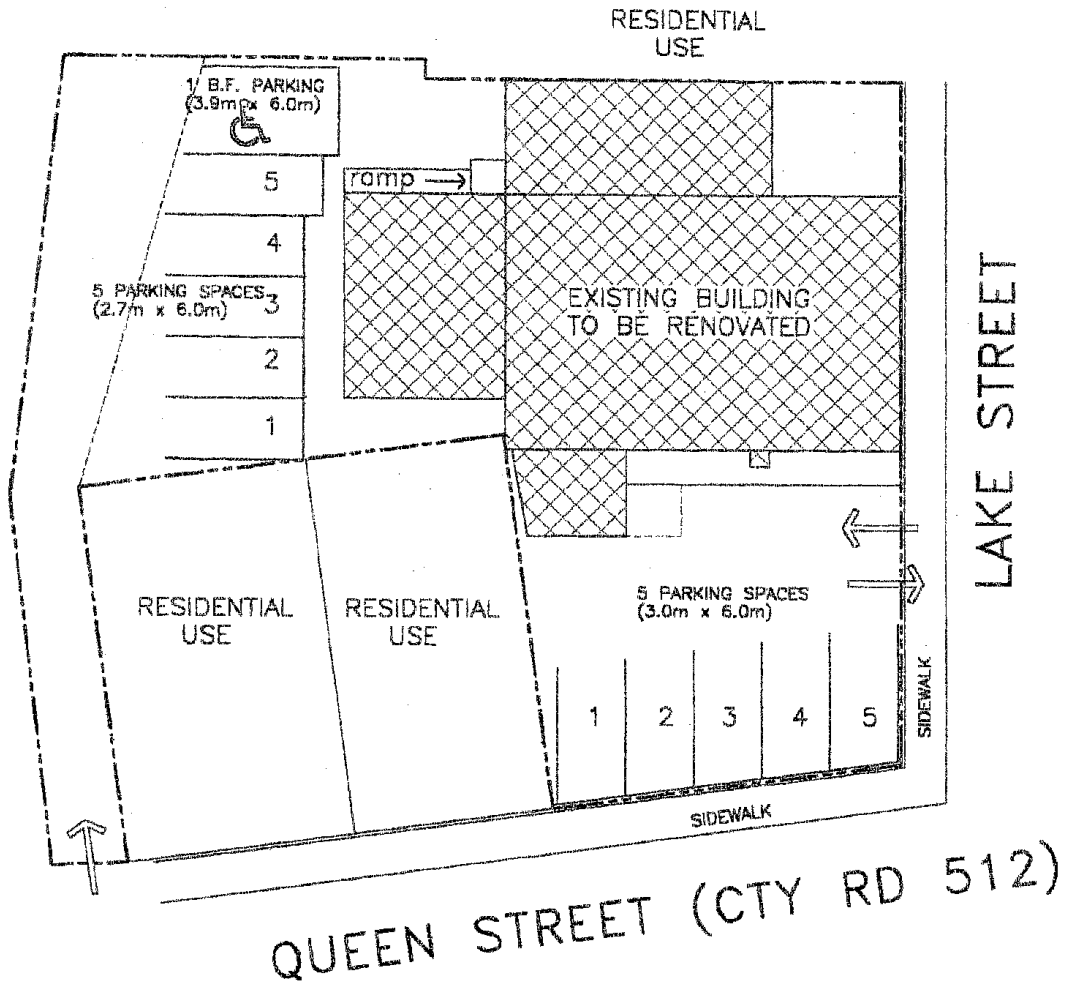 RESIDENTIAL
USE
1 B.F. PARKING
(3.9m x 6.0m)
5
ramp
4
5 PARKING SPACES
(2.7m x 6.0m)
3
2
1
EXISTING BUILDING
TO BE RENOVATED
LAKE STREET
RESIDENTIAL
USE
RESIDENTIAL
USE
5 PARKING SPACES
(3.0m x 6.0m)
1
2
3
4
5
SIDEWALK
SIDEWALK
QUEEN STREET (CTY RD 512)